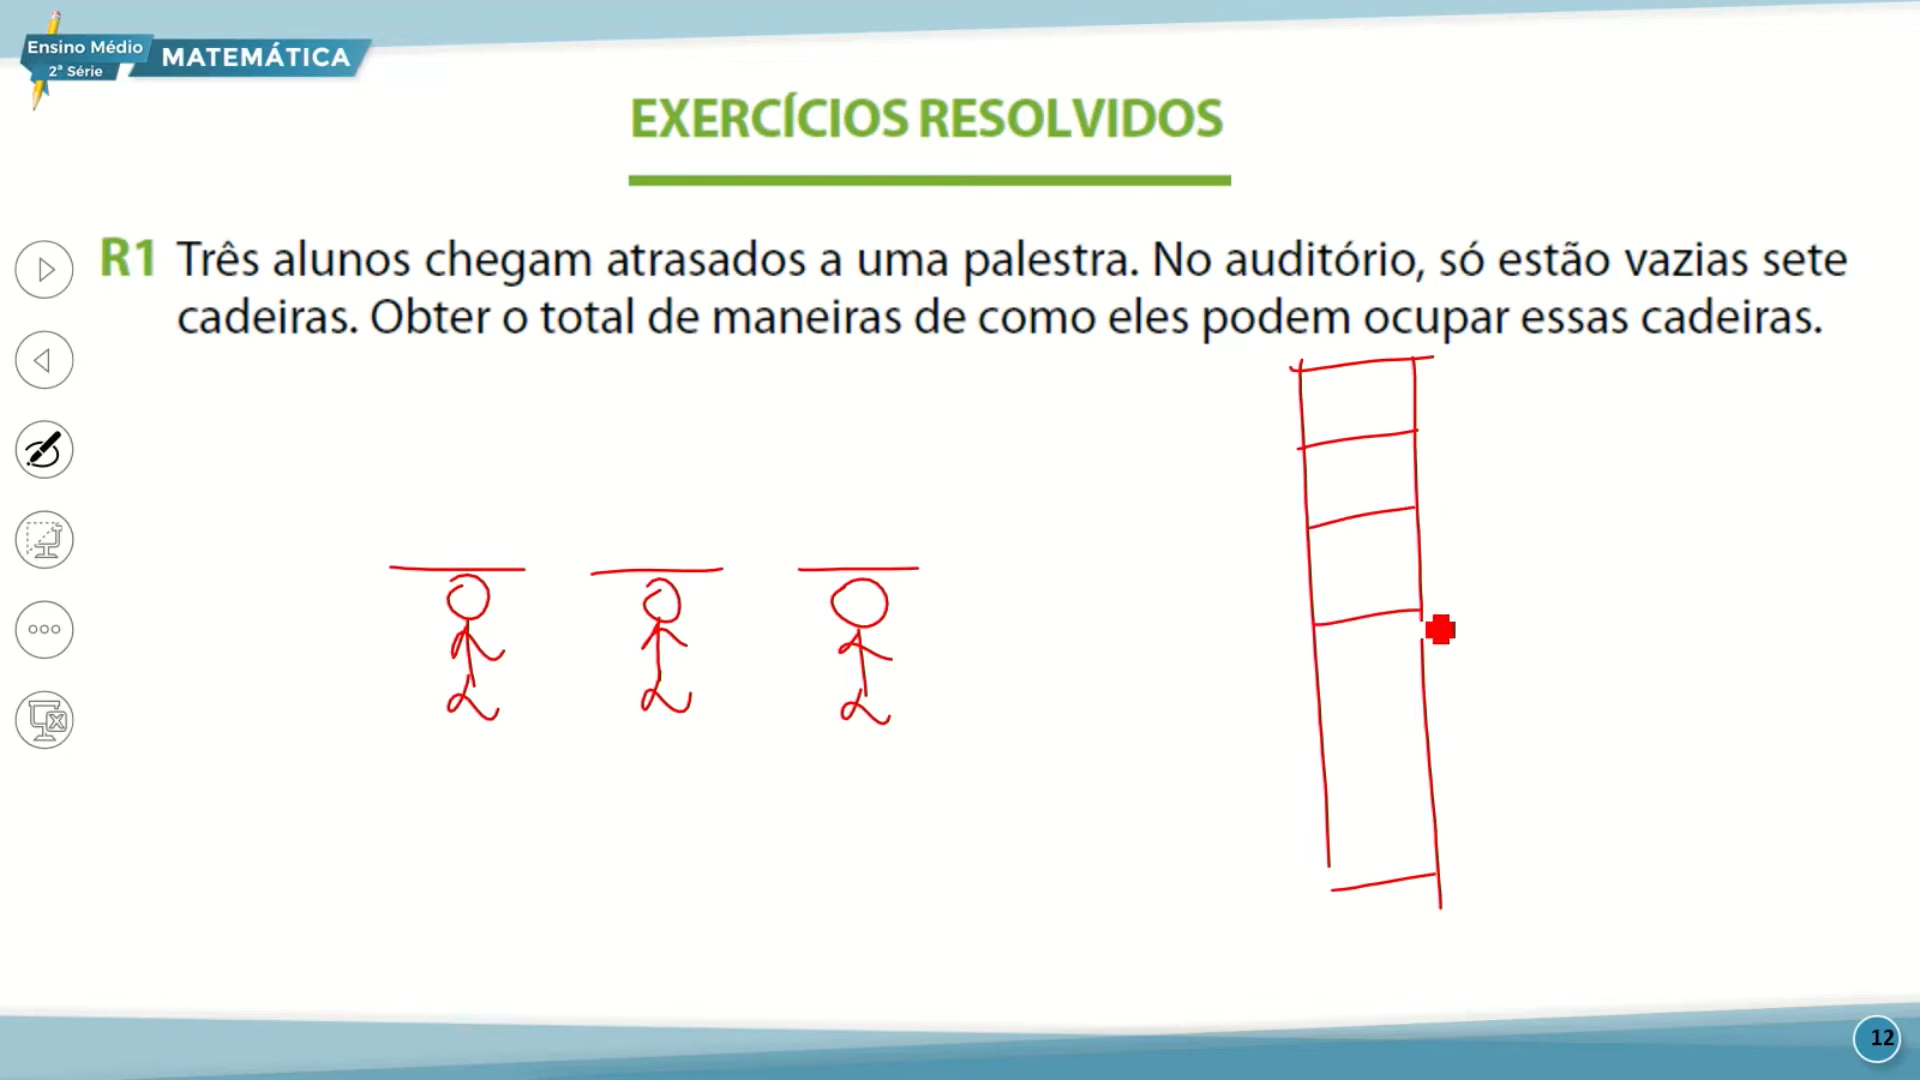 Ensino Médio
2ª Série
MATEMÁTICA
EXERCÍCIOS RESOLVIDOS
R1 Três alunos chegam atrasados a uma palestra. No auditório, só estão vazias sete
cadeiras. Obter o total de maneiras de como eles podem ocupar essas cadeiras.
12